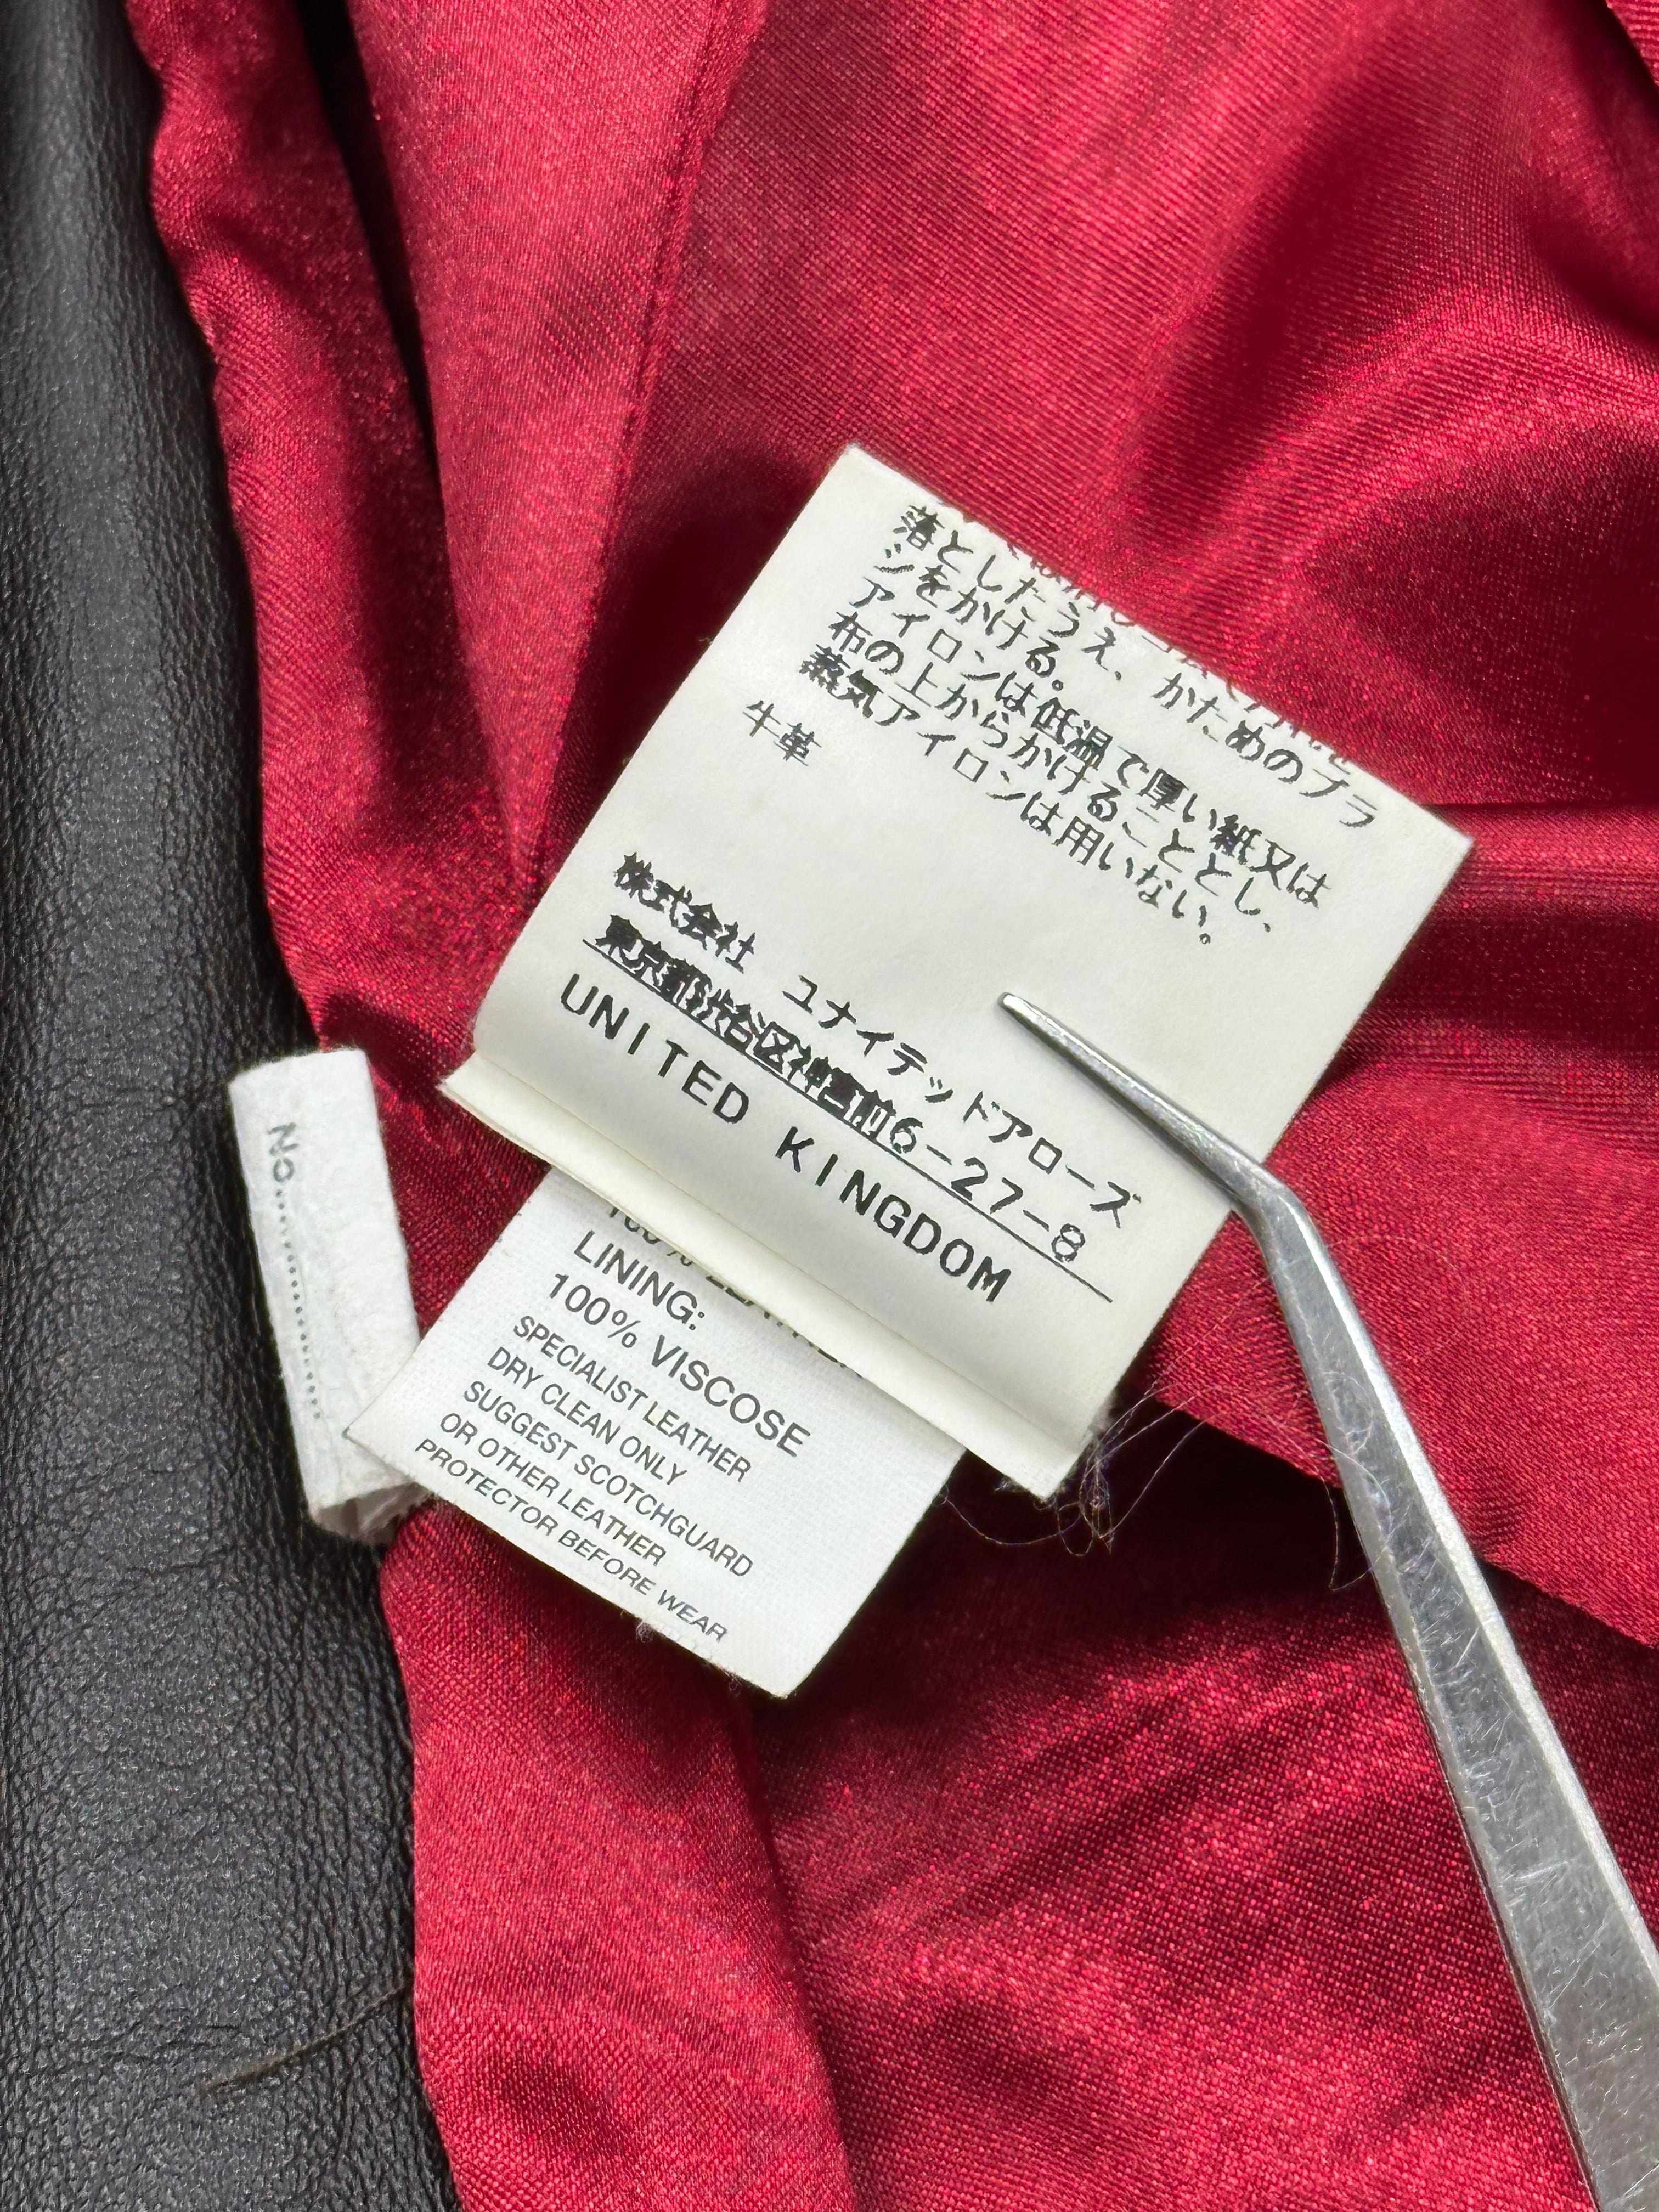 落としたうえ、かためのブラ
シをかける。
アイロンは低温で厚い紙又は
布の上からかけることとし、
蒸気アイロンは用いない。
牛革
株式会社 ユナイテッドアローズ
東京都渋谷区神宮前6-27-8
UNITED KINGDOM
No.
LINING:
100% VISCOSE
SPECIALIST LEATHER
DRY CLEAN ONLY
SUGGEST SCOTCHGUARD
OR OTHER LEATHER
PROTECTOR BEFORE WEAR